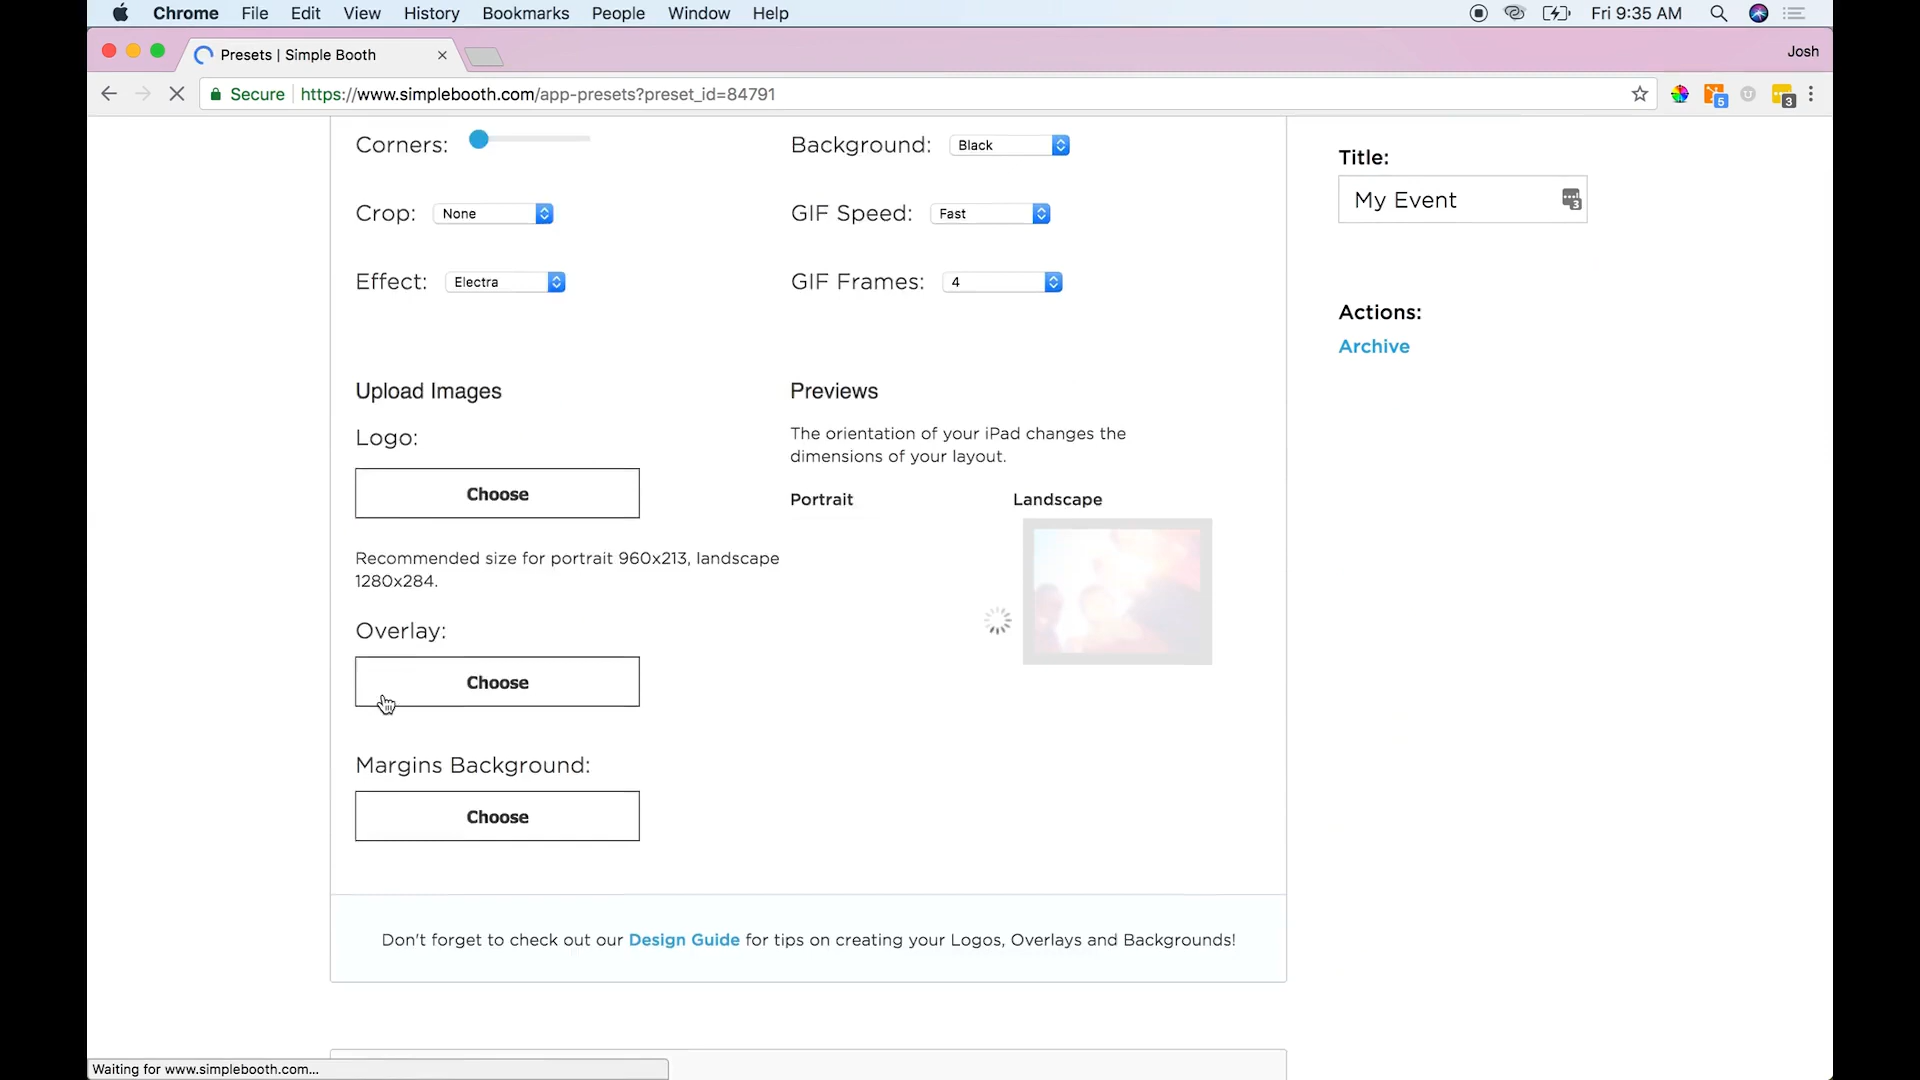 Chrome File Edit View History Bookmarks People Window Help Fri 9:35 AM
Presets | Simple Booth Josh
Secure https://www.simplebooth.com/app-presets?preset_id=84791 5 3
Corners: Background: Black
Title:
My Event 3
Crop: None GIF Speed: Fast
Effect: Electra GIF Frames: 4
Actions:
Archive
Upload Images Previews
Logo: The orientation of your iPad changes the
dimensions of your layout.
Choose Portrait Landscape
Recommended size for portrait 960x213, landscape
1280x284.
Overlay:
Choose
Margins Background:
Choose
Don't forget to check out our Design Guide for tips on creating your Logos, Overlays and Backgrounds!
Waiting for www.simplebooth.com...